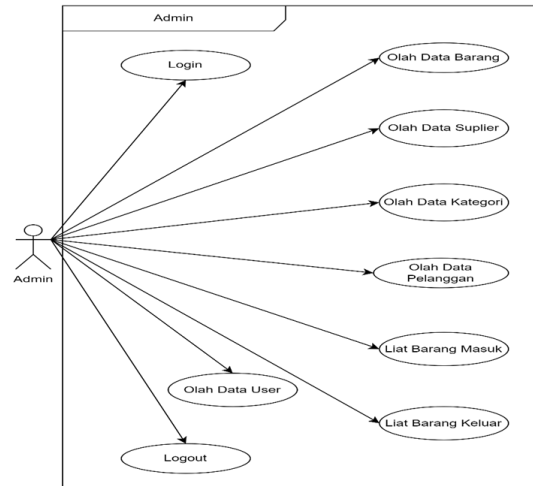 Admin
Login
Olah Data Barang
Olah Data Suplier
Olah Data Kategori
Olah Data
Pelanggan
Admin
Liat Barang Masuk
Olah Data User
Liat Barang Keluar
Logout